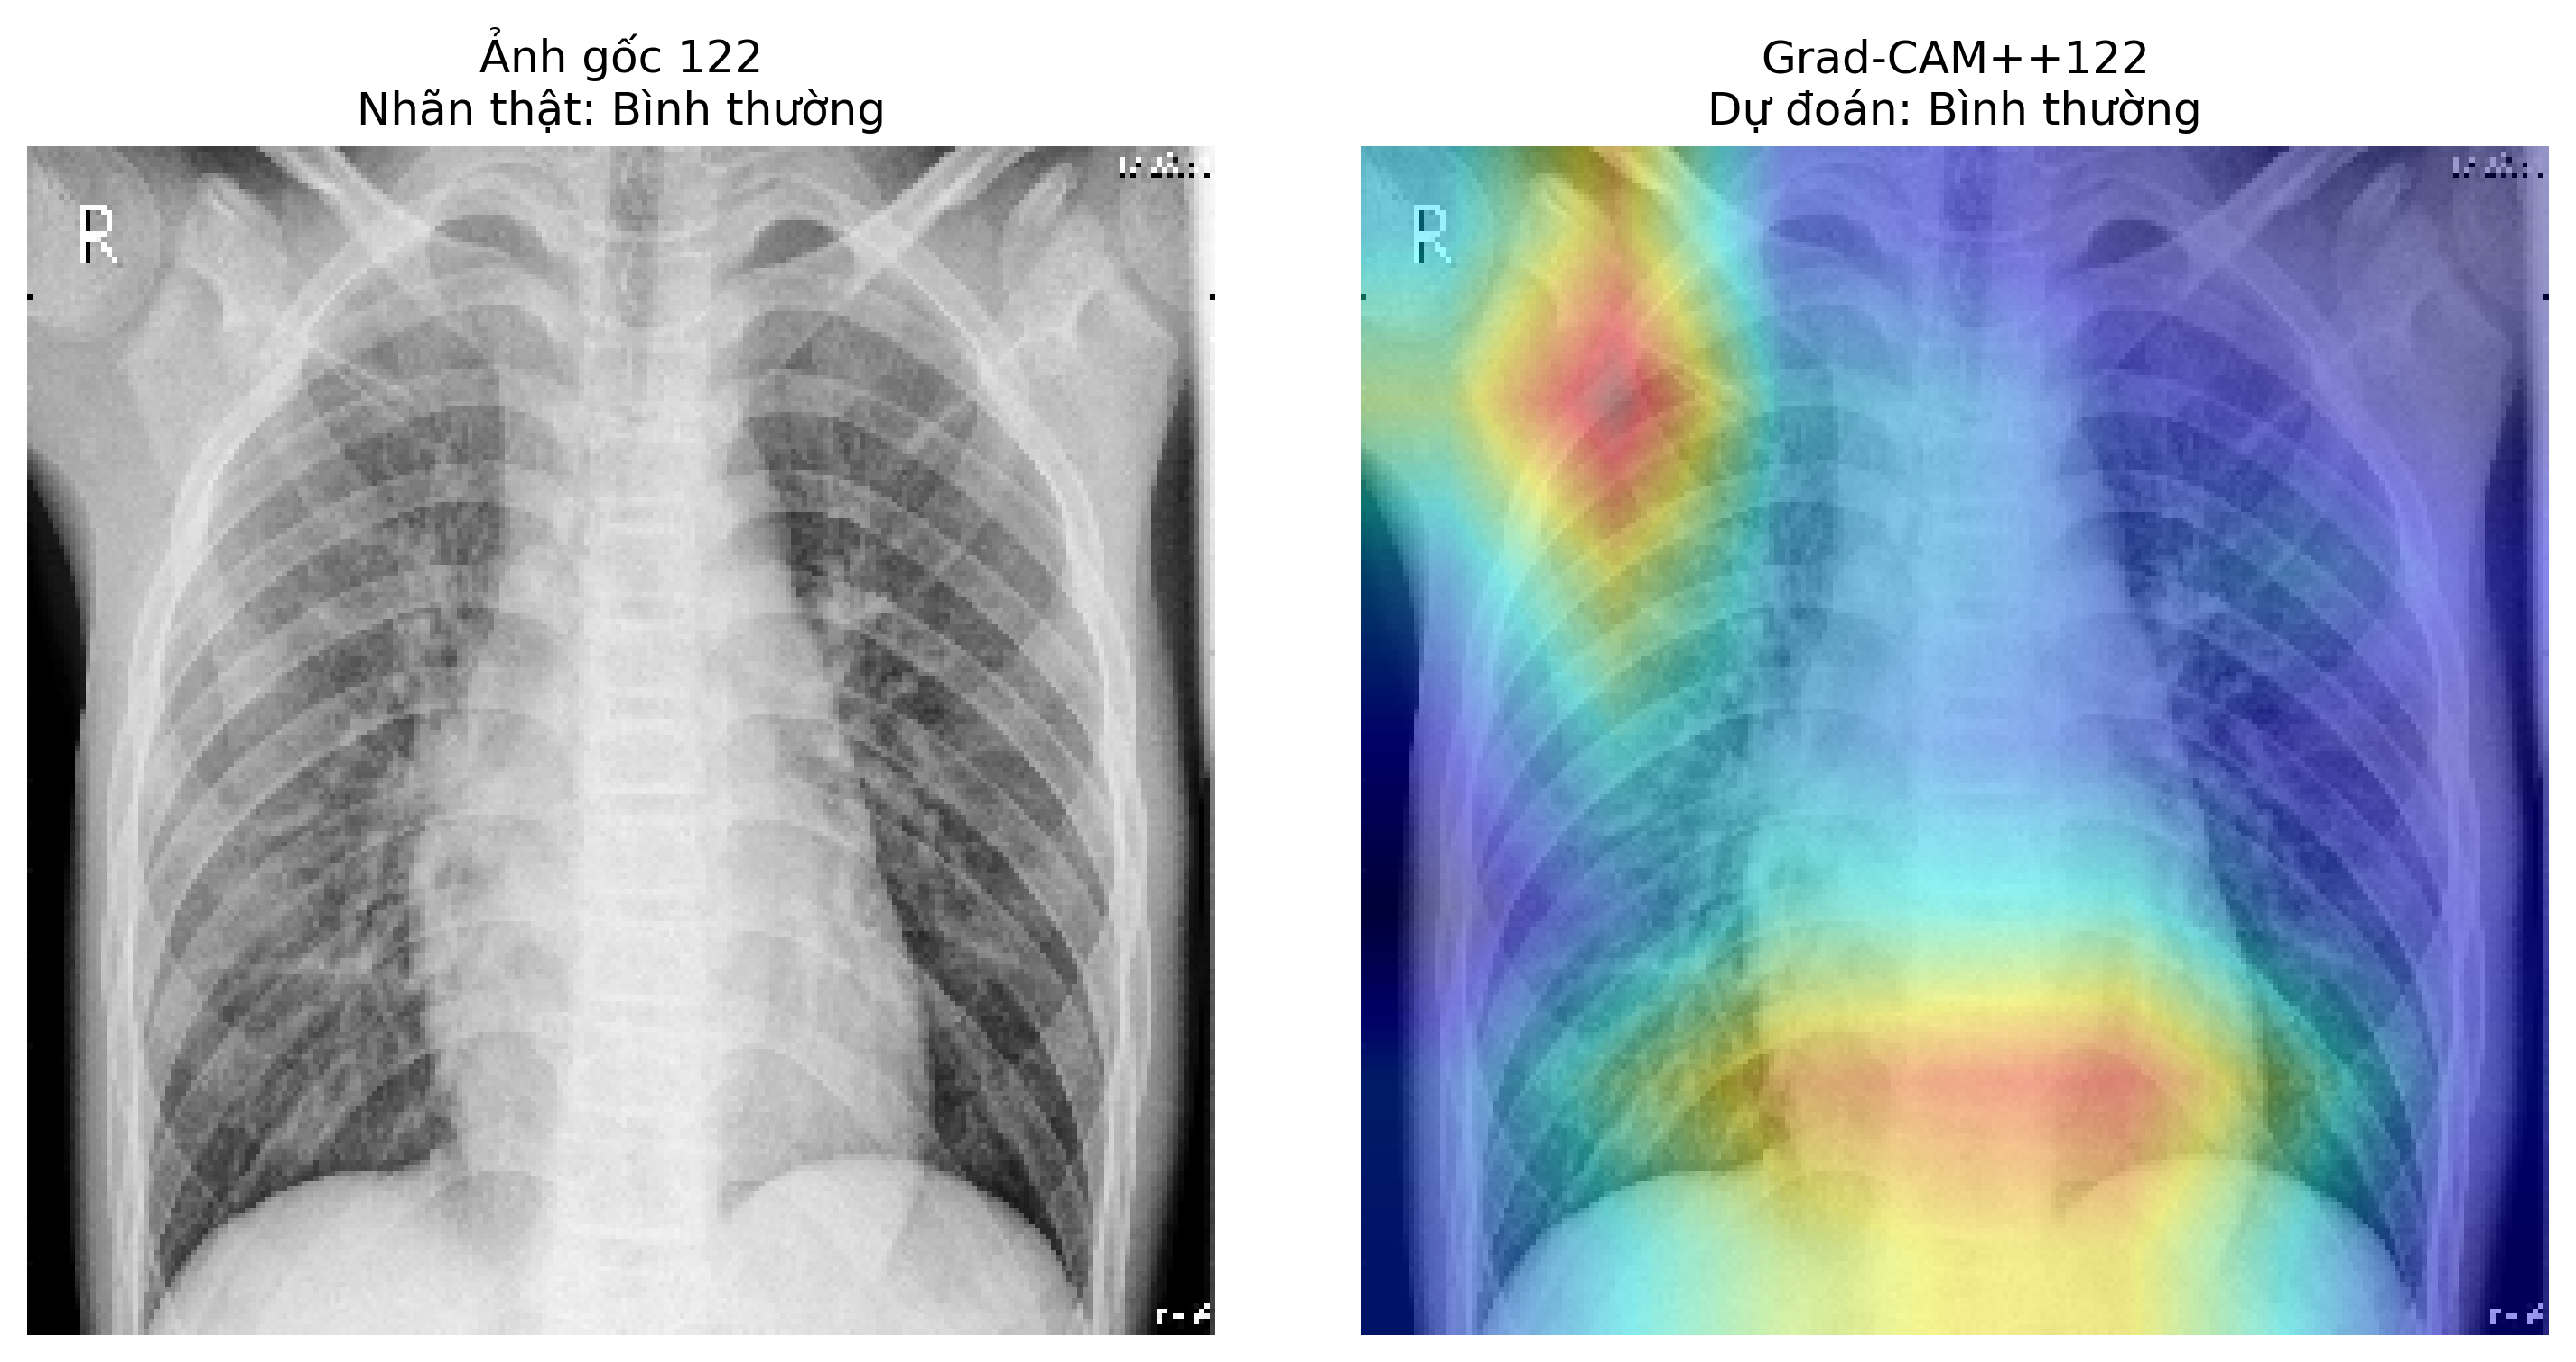 Ảnh gốc 122
Nhãn thật: Bình thường
Grad-CAM++122
Dự đoán: Bình thường
R
R